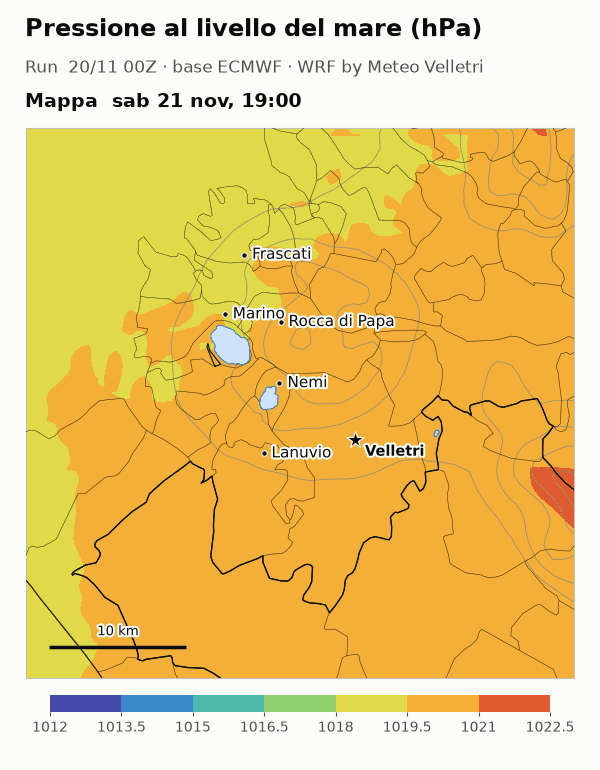 Pressione al livello del mare (hPa)
Run  20/11 00Z · base ECMWF · WRF by Meteo Velletri
Mappa  sab 21 nov, 19:00
Frascati
Marino
Rocca di Papa
Nemi
Velletri
Lanuvio
10 km
1012 1013.5 1015 1016.5 1018 1019.5 1021 1022.5